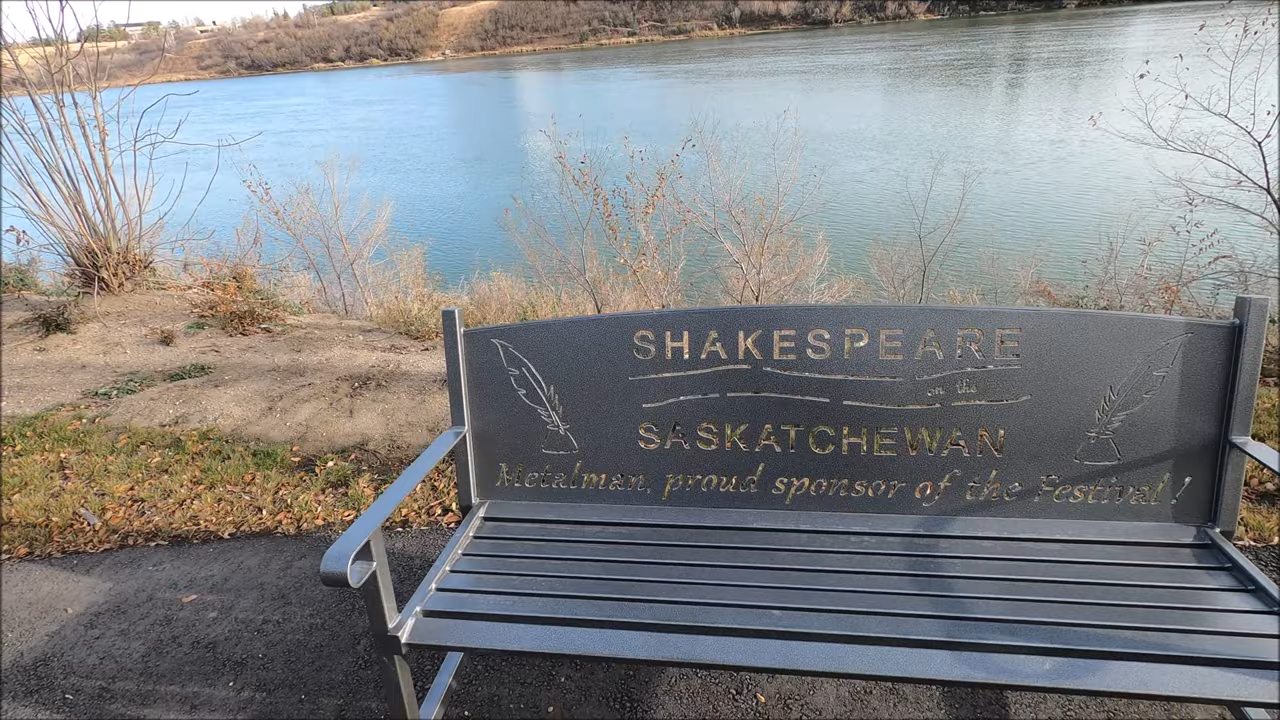 SHAKESPEARE
on the
SASKATCHEWAN
Metalman, proud sponsor of the Festival!